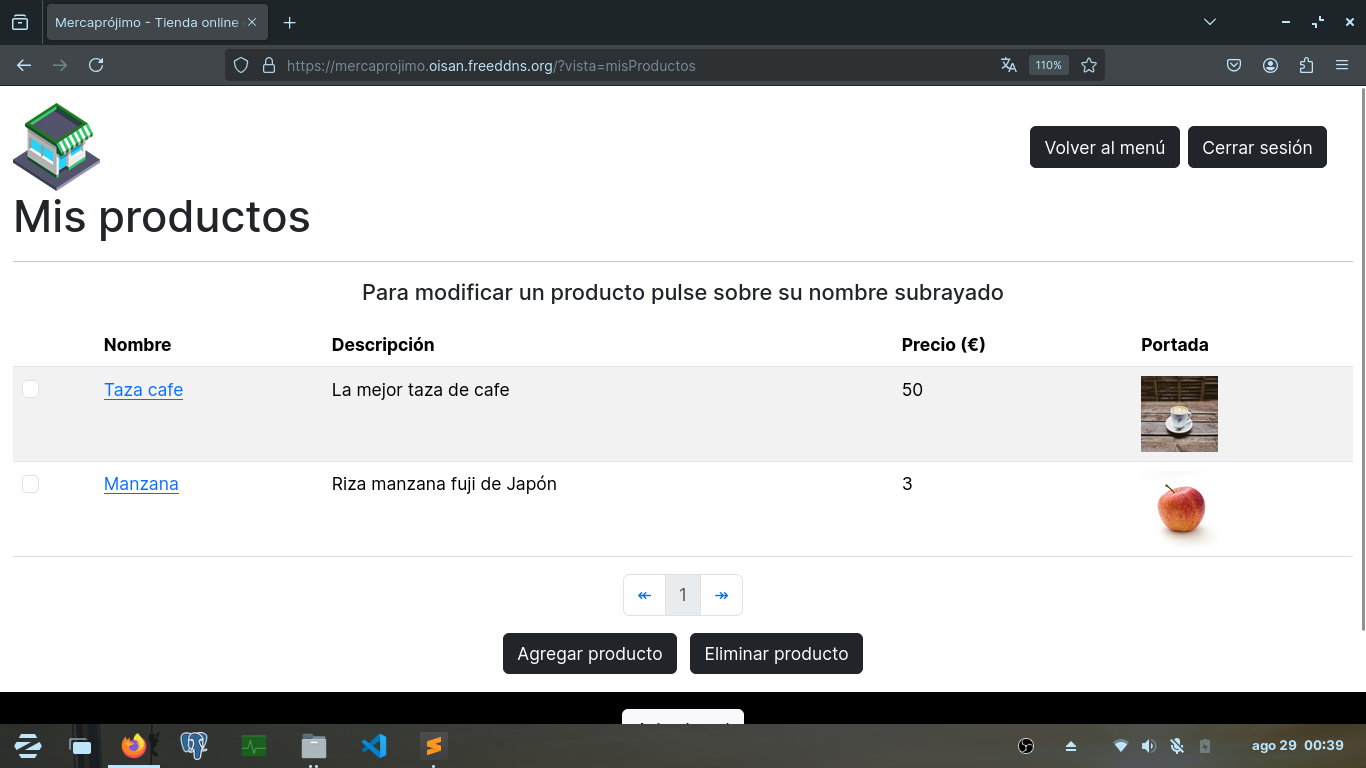 Mercaprójimo - Tienda online
https://mercaprojimo.oisan.freeddns.org/?vista=misProductos
110%
Volver al menú
Cerrar sesión
Mis productos
Para modificar un producto pulse sobre su nombre subrayado
Nombre Descripción Precio (€) Portada
Taza cafe La mejor taza de cafe 50
Manzana Riza manzana fuji de Japón 3
↞ 1 ↠
Agregar producto Eliminar producto
ago 29 00:39